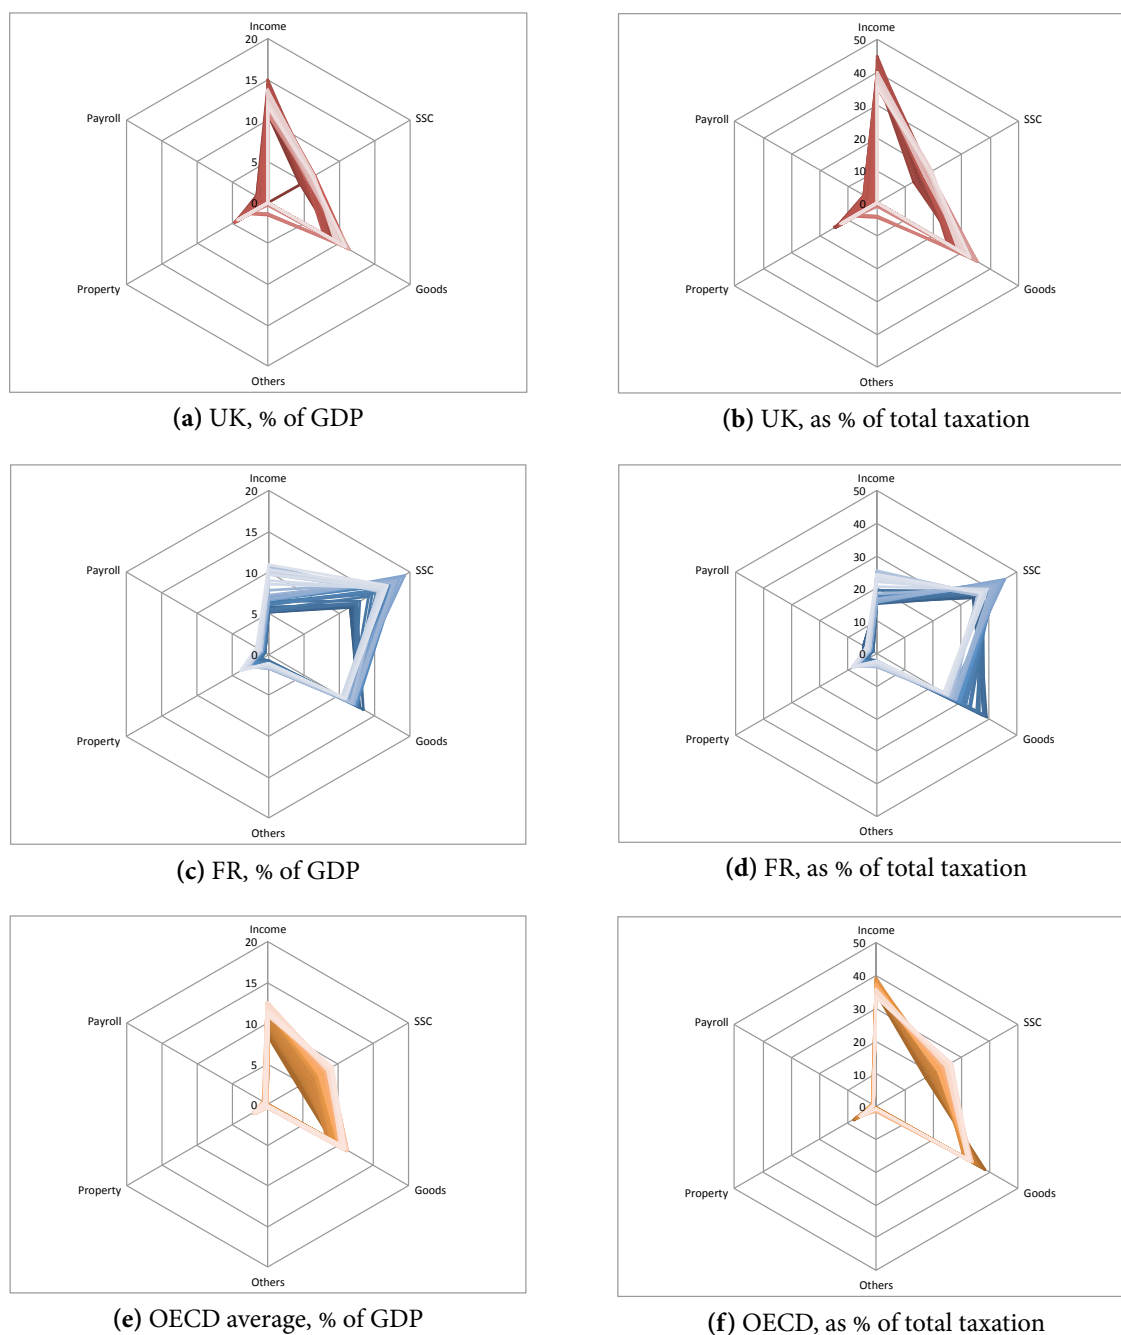 Income
20
15
10
5
0
Payroll
SSC
Property
Goods
Others
(a) UK, % of GDP
Income
50
40
30
20
10
0
Payroll
SSC
Property
Goods
Others
(b) UK, as % of total taxation
Income
20
15
10
5
0
Payroll
SSC
Property
Goods
Others
(c) FR, % of GDP
Income
50
40
30
20
10
0
Payroll
SSC
Property
Goods
Others
(d) FR, as % of total taxation
Income
20
15
10
5
0
Payroll
SSC
Property
Goods
Others
(e) OECD average, % of GDP
Income
50
40
30
20
10
0
Payroll
SSC
Property
Goods
Others
(f) OECD, as % of total taxation